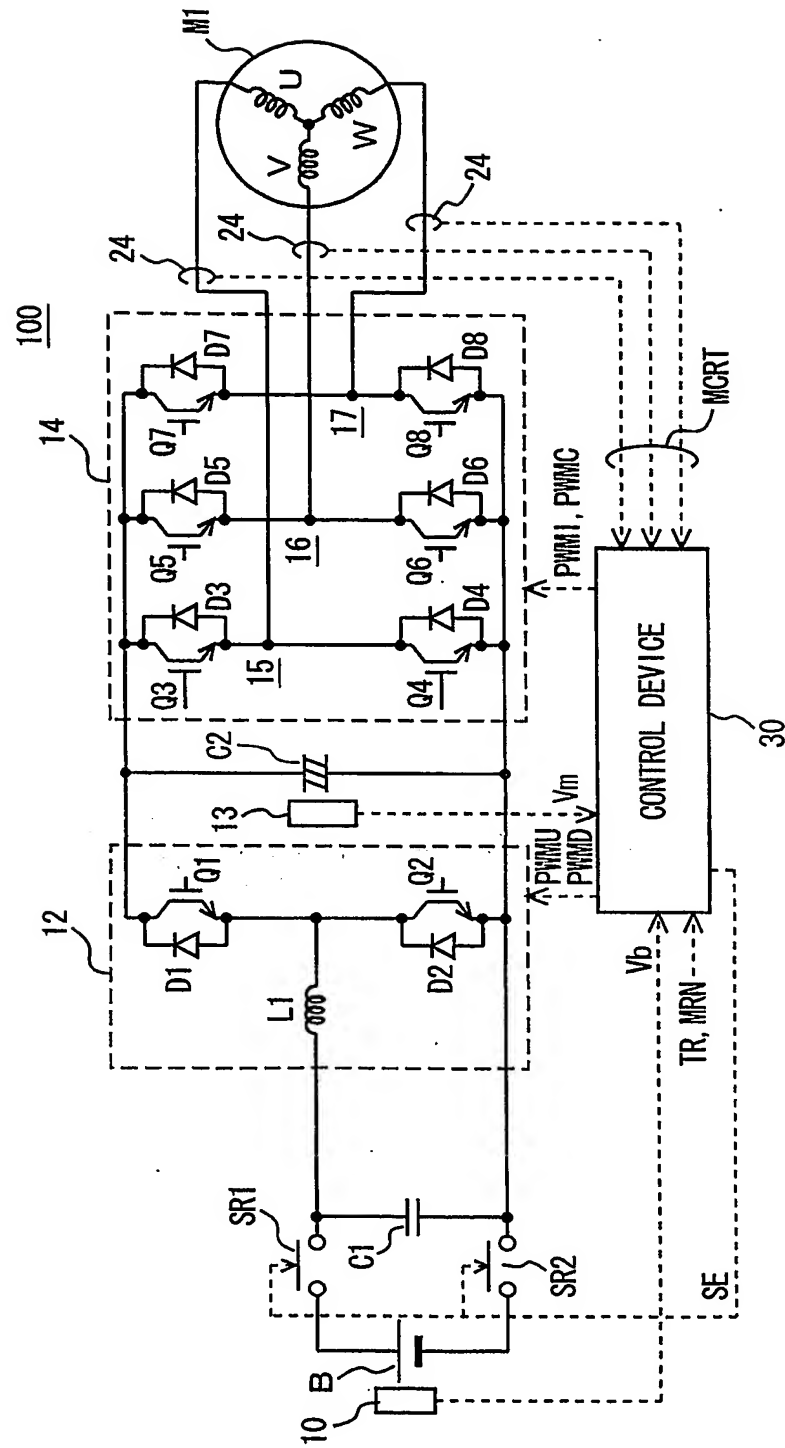 100
M1
U
V
W
24
24
24
14
Q7
D7
Q5
D5
Q3
D3
17
16
15
Q8
D8
Q6
D6
Q4
D4
MCRT
PWMI, PWMC
C2
13
Vm
12
Q1
D1
Q2
D2
L1
PWMU
PWMD
CONTROL DEVICE
30
Vb
TR, MRN
SE
SR1
C1
SR2
B
10